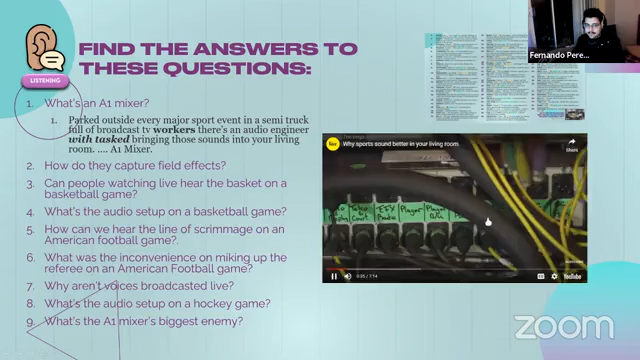 FIND THE ANSWERS TO
THESE QUESTIONS:
LISTENING
1. What's an A1 mixer?
1. Parked outside every major sport event in a semi truck
full of broadcast tv workers there's an audio engineer
with tasked bringing those sounds into your living
room. .... A1 Mixer.
2. How do they capture field effects?
3. Can people watching live hear the basket on a
basketball game?
4. What's the audio setup on a basketball game?
5. How can we hear the line of scrimmage on an
American football game?.
6. What was the inconvenience on miking up the
referee on an American Football game?
7. Why aren't voices broadcasted live?
8. What's the audio setup on a hockey game?
9. What's the A1 mixer's biggest enemy?
Fernando Pere...
Why sports sound better in your living room
Share
EFX
Player
Player
0:35 / 7:14
YouTube
zoom